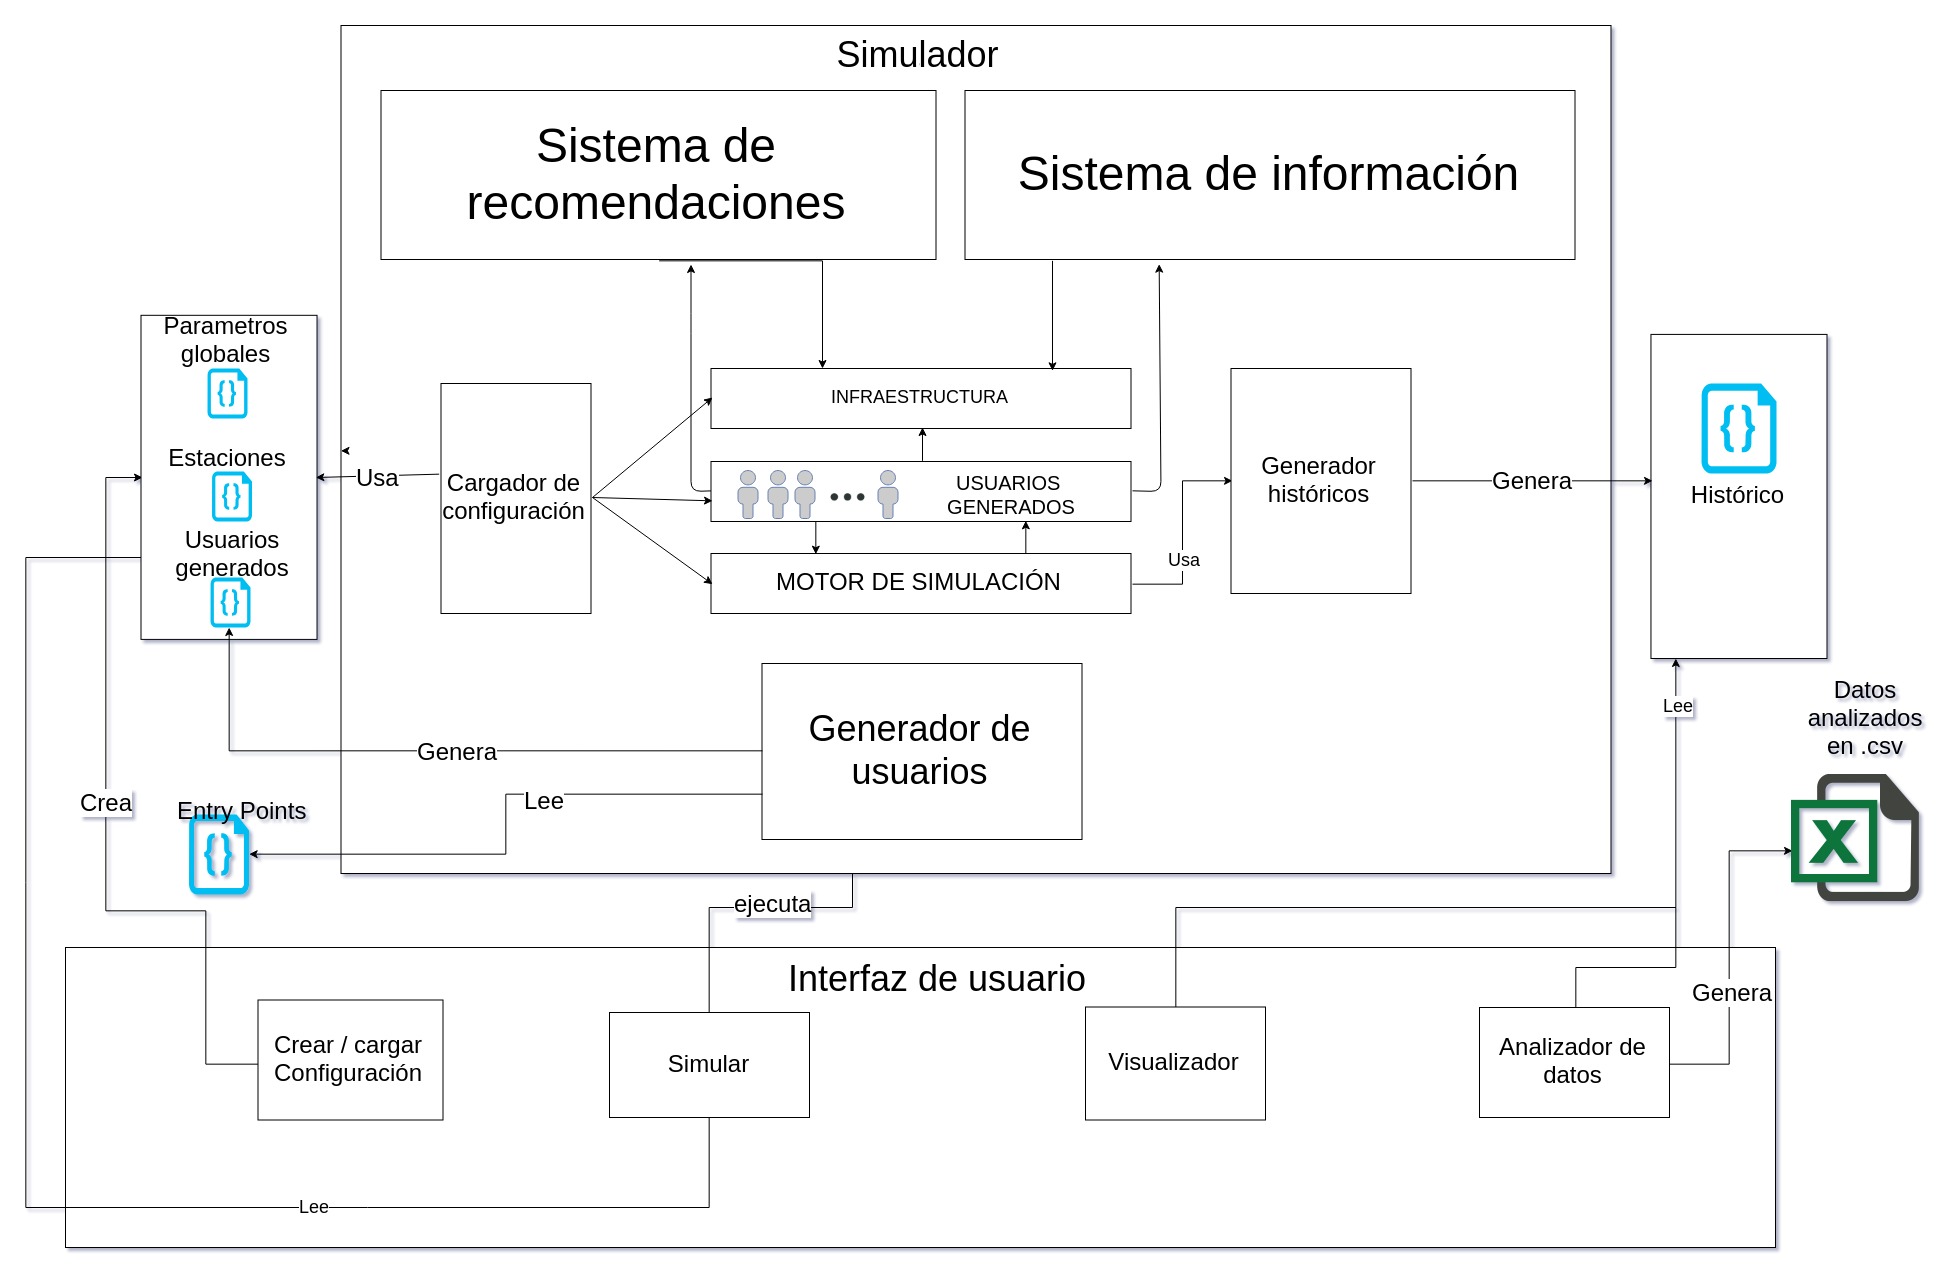 Simulador
Sistema de
recomendaciones
Sistema de información
Parametros
globales
{}
Estaciones
{}
Usuarios
generados
{}
Usa
Cargador de
configuración
INFRAESTRUCTURA
USUARIOS
GENERADOS
MOTOR DE SIMULACIÓN
Usa
Generador
históricos
Genera
{}
Histórico
Generador de
usuarios
Genera
Lee
Crea
Entry Points
{}
Lee
Datos
analizados
en .csv
X
ejecuta
Interfaz de usuario
Crear / cargar
Configuración
Simular
Visualizador
Analizador de
datos
Genera
Lee